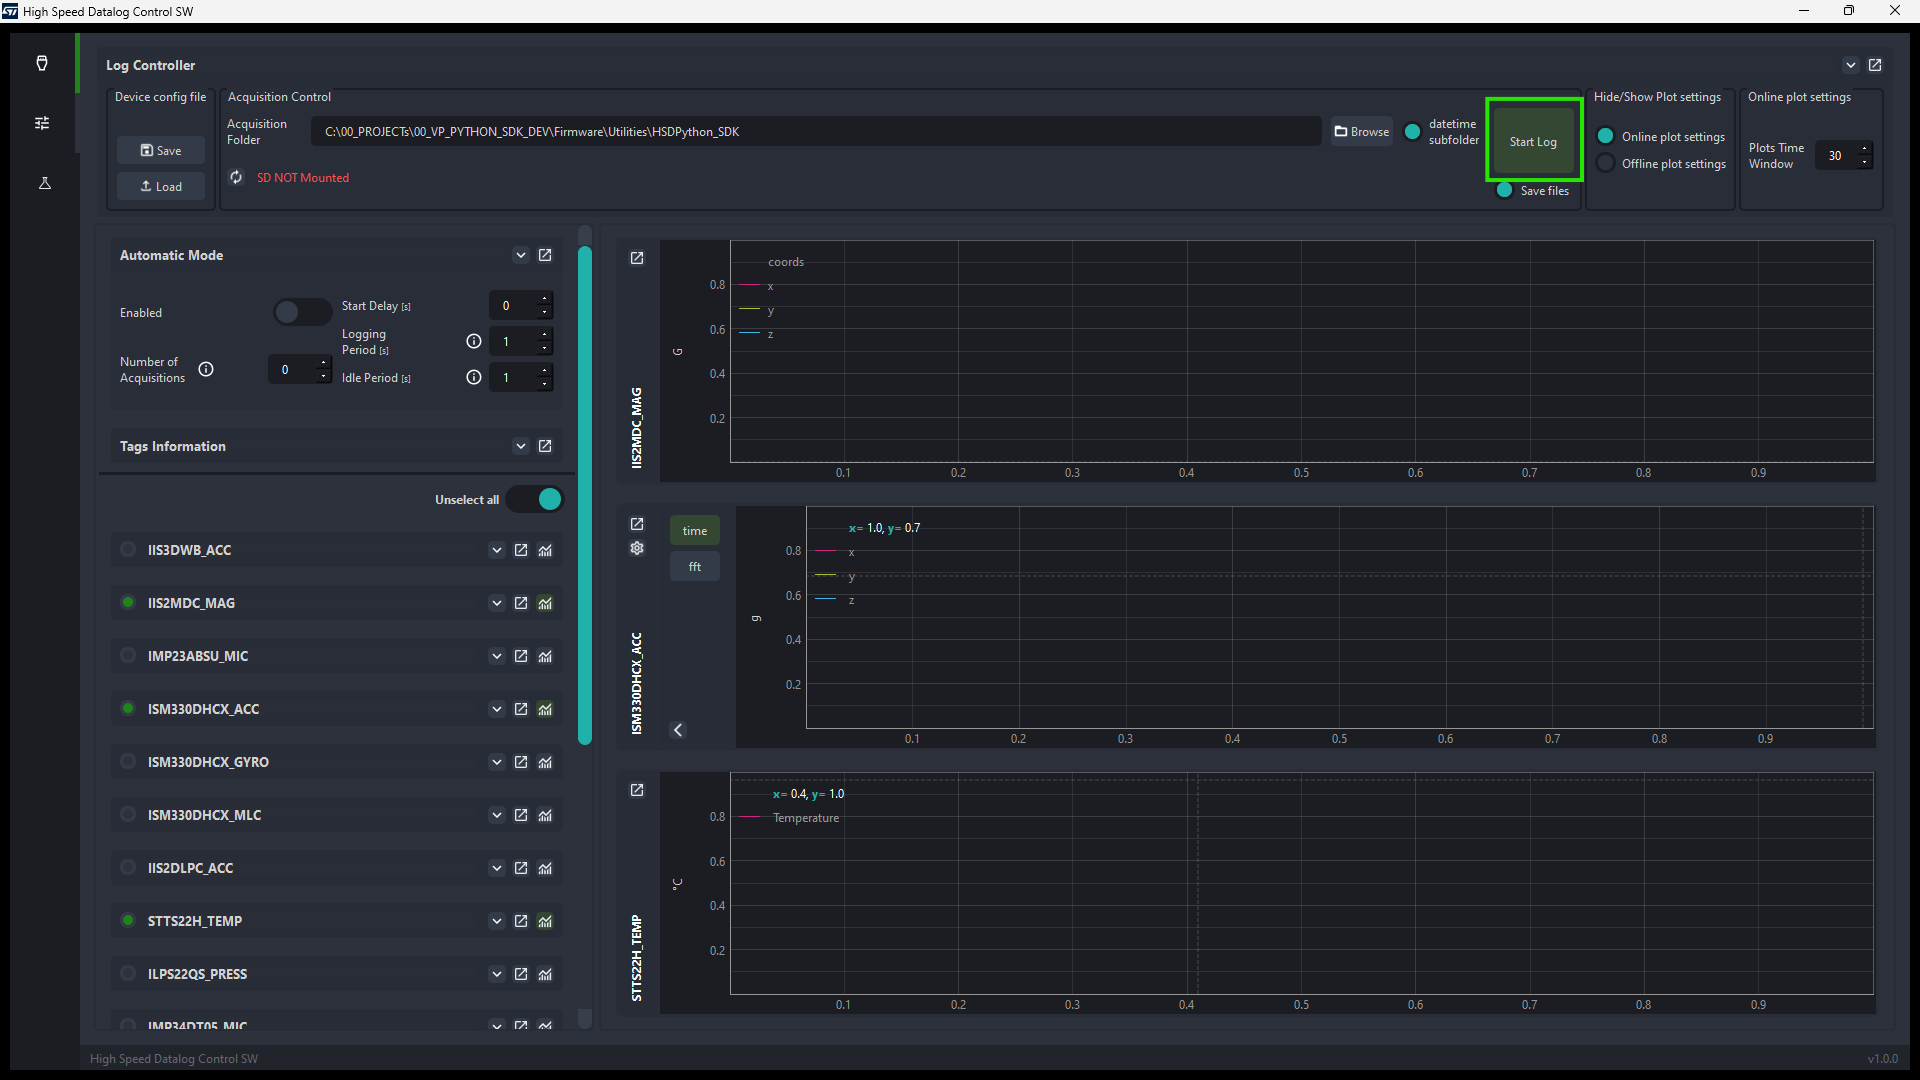 High Speed Datalog Control SW
Log Controller
Device config file
Save
Load
Acquisition Control
Acquisition
Folder
C:\00_PROJECTs\00_VP_PYTHON_SDK_DEV\Firmware\Utilities\HSDPython_SDK
Browse
datetime
subfolder
SD NOT Mounted
Start Log
Save files
Hide/Show Plot settings
Online plot settings
Offline plot settings
Online plot settings
Plots Time
Window
30
Automatic Mode
Enabled
Number of
Acquisitions
0
Start Delay [s]
0
Logging
Period [s]
1
Idle Period [s]
1
Tags Information
Unselect all
IIS3DWB_ACC
IIS2MDC_MAG
IMP23ABSU_MIC
ISM330DHCX_ACC
ISM330DHCX_GYRO
ISM330DHCX_MLC
IIS2DLPC_ACC
STTS22H_TEMP
ILPS22QS_PRESS
IMP34DT05_MIC
IIS2MDC_MAG
G
coords
x
y
z
0.8
0.6
0.4
0.2
0.1 0.2 0.3 0.4 0.5 0.6 0.7 0.8 0.9
ISM330DHCX_ACC
time
fft
g
x= 1.0, y= 0.7
x
y
z
0.8
0.6
0.4
0.2
0.1 0.2 0.3 0.4 0.5 0.6 0.7 0.8 0.9
STTS22H_TEMP
°C
x= 0.4, y= 1.0
Temperature
0.8
0.6
0.4
0.2
0.1 0.2 0.3 0.4 0.5 0.6 0.7 0.8 0.9
High Speed Datalog Control SW
v1.0.0